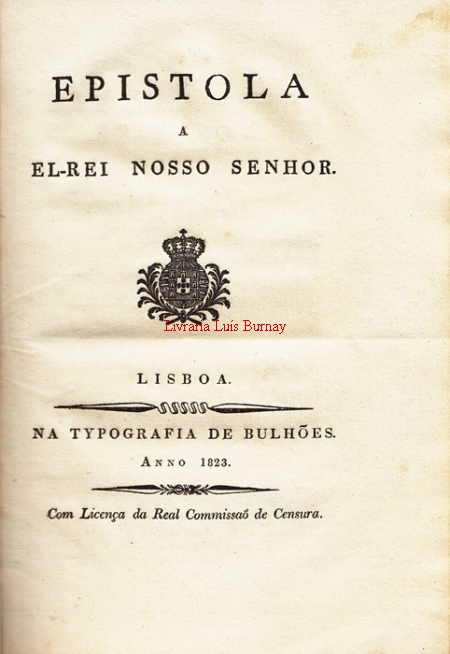 EPISTOLA
A
EL-REI NOSSO SENHOR.
Livraria Luís Burnay
LISBOA.
NA TYPOGRAFIA DE BULHÕES.
ANNO 1823.
Com Licença da Real Commissaõ de Censura.